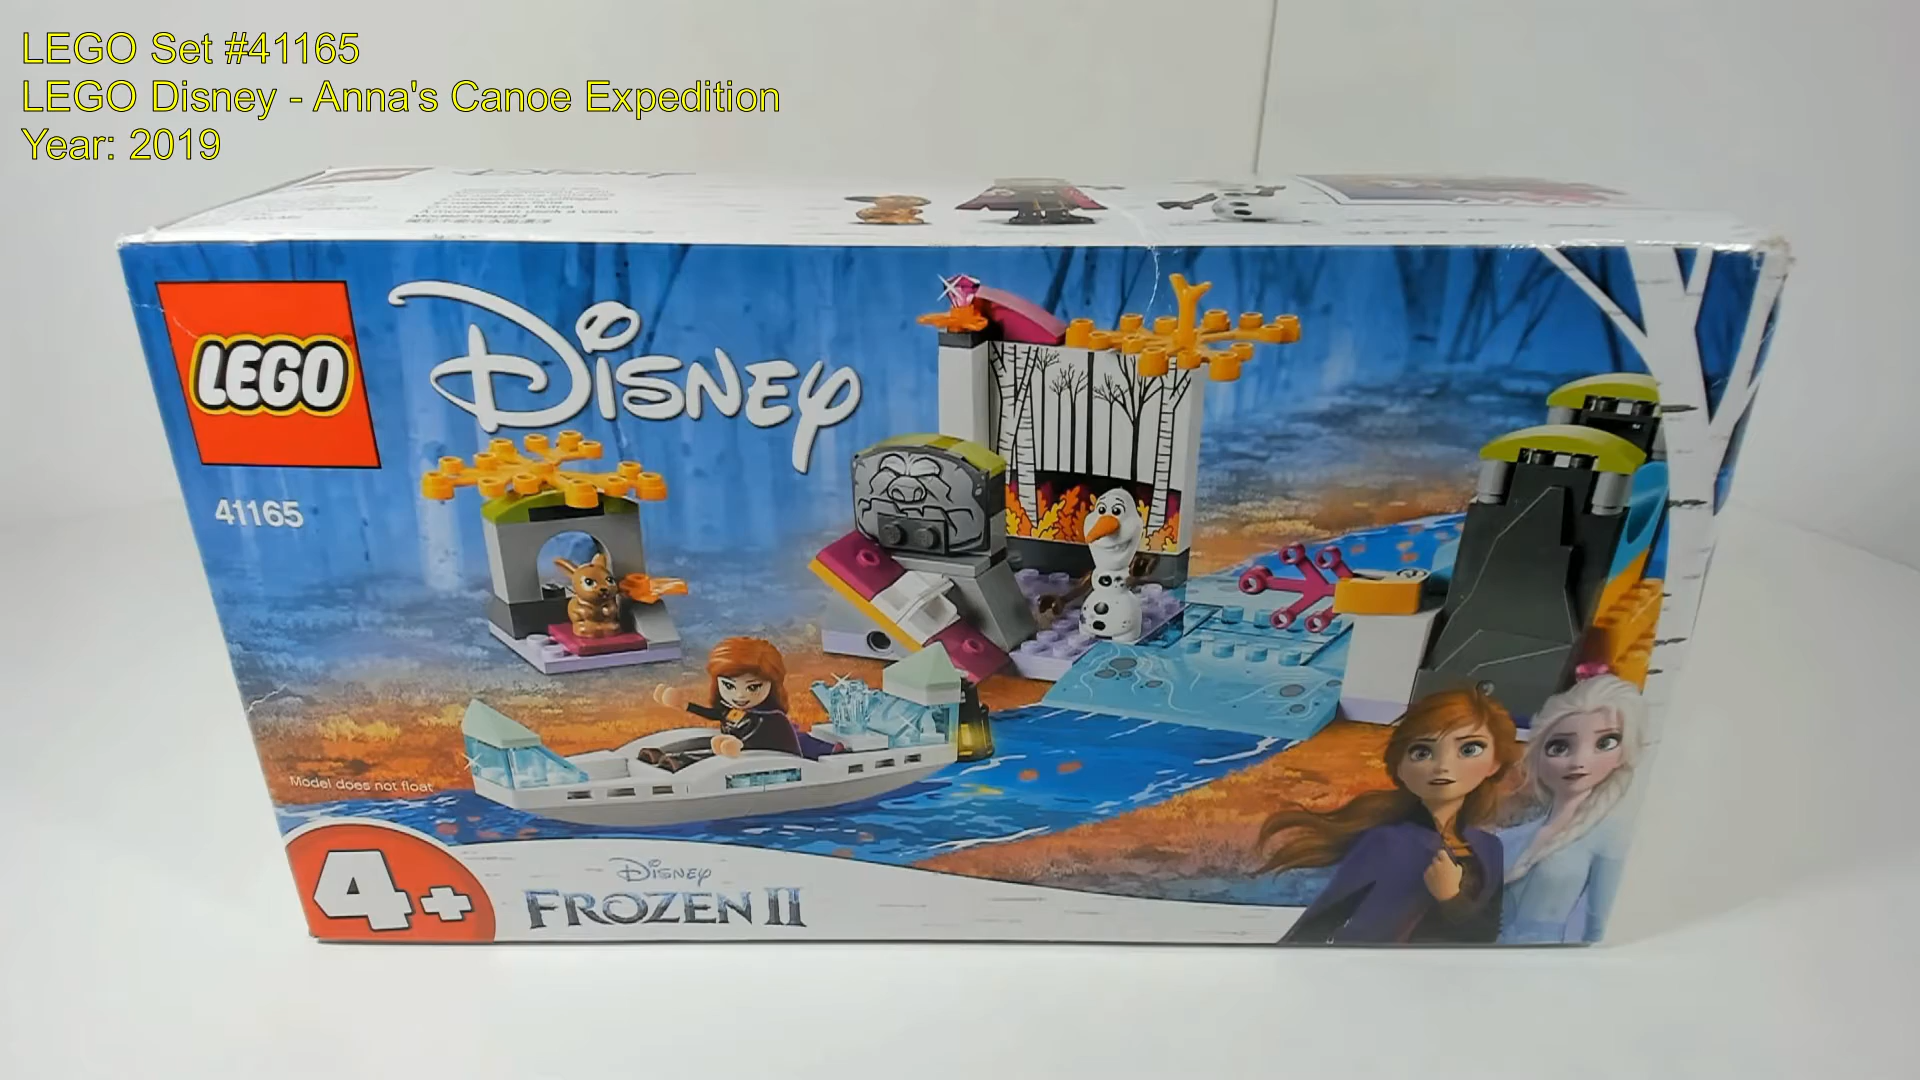 LEGO Set #41165
LEGO Disney - Anna's Canoe Expedition
Year: 2019
LEGO
Disney
41165
Model does not float
4+
Disney
FROZEN II